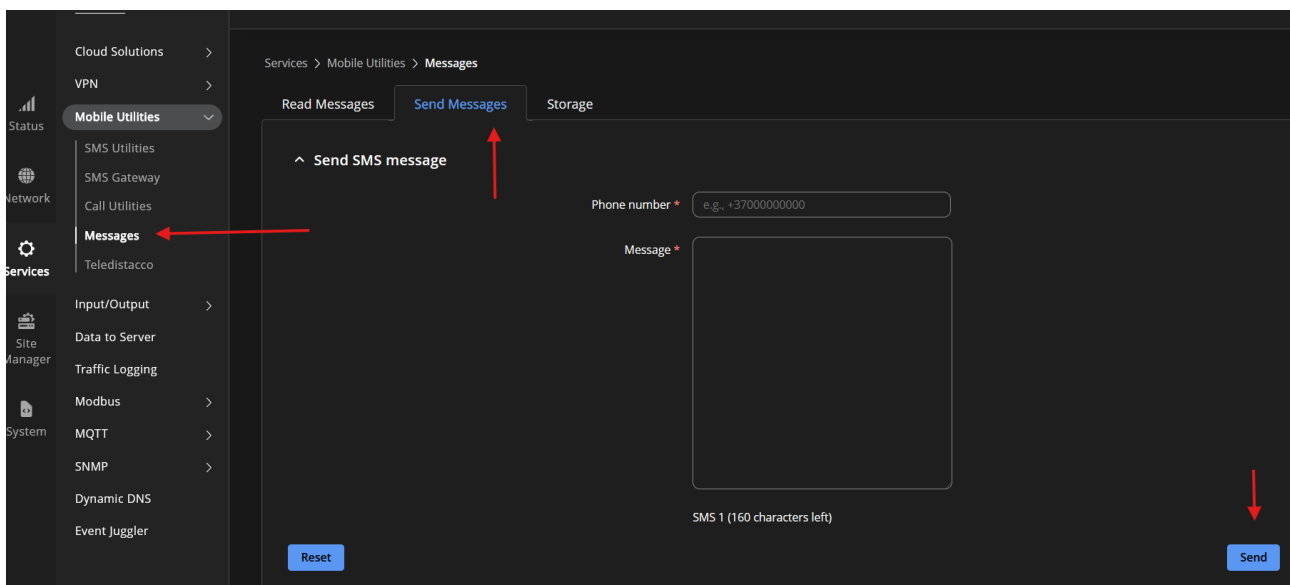 Status
Network
Services
Site
Manager
System
Cloud Solutions
VPN
Mobile Utilities
SMS Utilities
SMS Gateway
Call Utilities
Messages
Teledistacco
Input/Output
Data to Server
Traffic Logging
Modbus
MQTT
SNMP
Dynamic DNS
Event Juggler
Services > Mobile Utilities > Messages
Read Messages Send Messages Storage
Send SMS message
Phone number * e.g., +37000000000
Message *
SMS 1 (160 characters left)
Reset Send